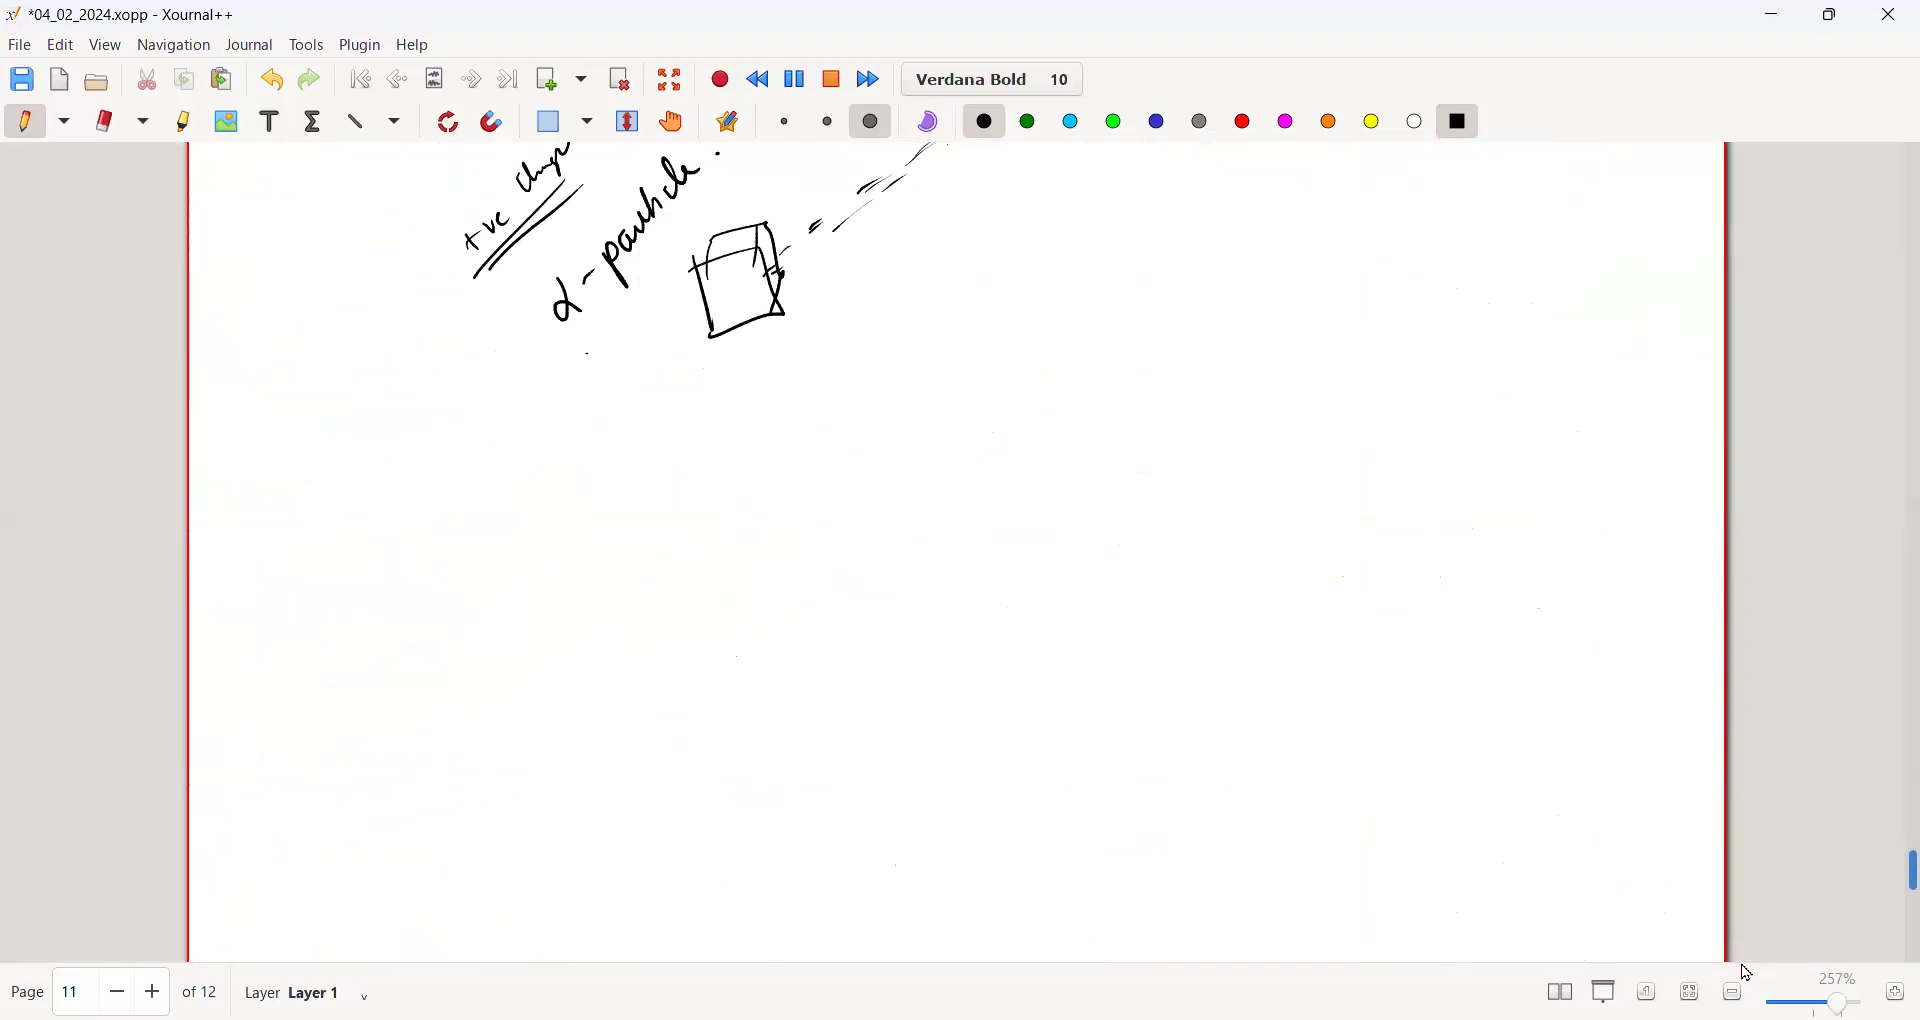 *04_02_2024.xopp - Xournal++
File Edit View Navigation Journal Tools Plugin Help
Verdana Bold 10
+ve charge
α-particle.
Page 11 of 12 Layer Layer 1
257%